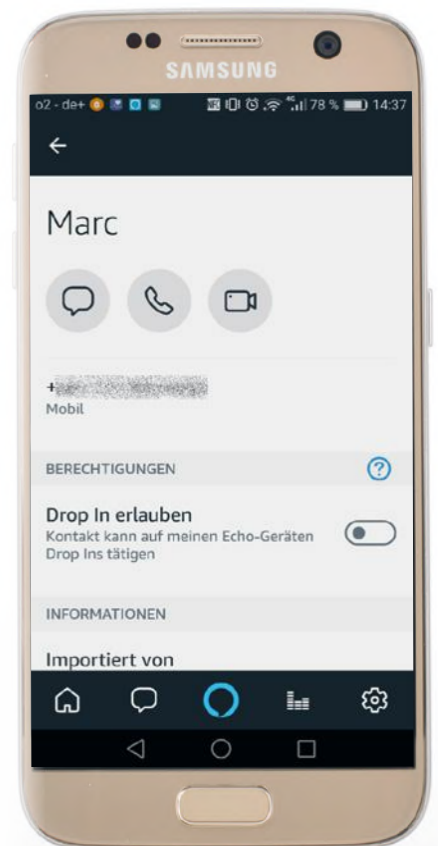 SAMSUNG
o2 - de+ 78 % 14:37
Marc
+
Mobil
BERECHTIGUNGEN ?
Drop In erlauben
Kontakt kann auf meinen Echo-Geräten
Drop Ins tätigen
INFORMATIONEN
Importiert von